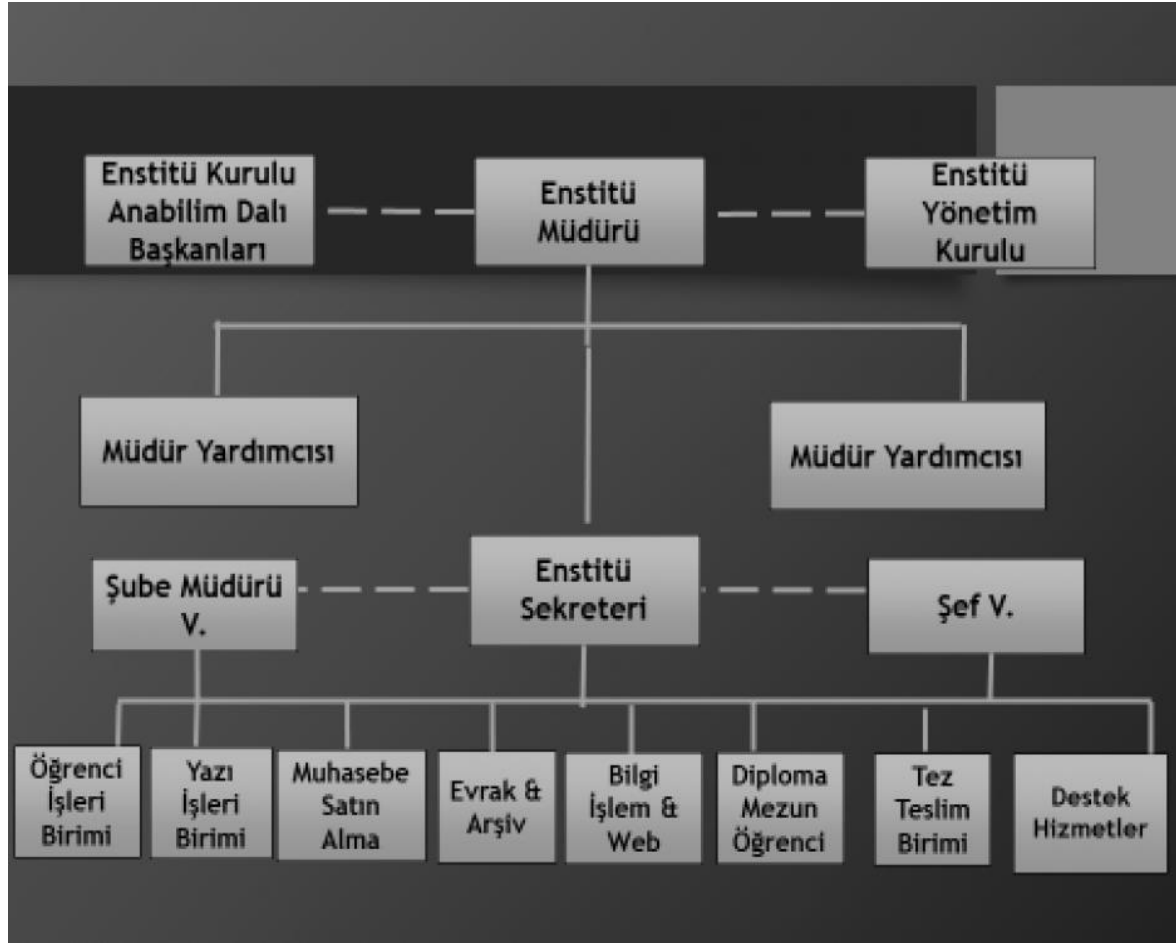 Enstitü Kurulu
Anabilim Dalı
Başkanları
Enstitü
Müdürü
Enstitü
Yönetim
Kurulu
Müdür Yardımcısı
Müdür Yardımcısı
Şube Müdürü
V.
Enstitü
Sekreteri
Şef V.
Öğrenci
İşleri
Birimi
Yazı
İşleri
Birimi
Muhasebe
Satın
Alma
Evrak &
Arşiv
Bilgi
İşlem &
Web
Diploma
Mezun
Öğrenci
Tez
Teslim
Birimi
Destek
Hizmetler